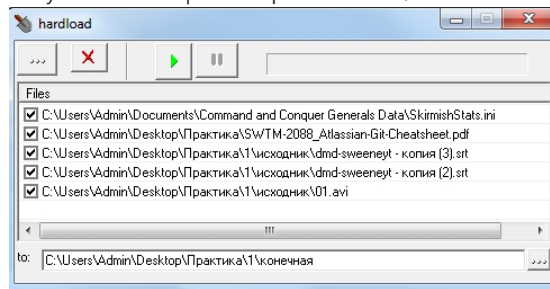 hardload
...
Files
C:\Users\Admin\Documents\Command and Conquer Generals Data\SkirmishStats.ini
C:\Users\Admin\Desktop\Практика\SWTM-2088_Atlassian-Git-Cheatsheet.pdf
C:\Users\Admin\Desktop\Практика\1\исходник\dmd-sweeneyt - копия (3).srt
C:\Users\Admin\Desktop\Практика\1\исходник\dmd-sweeneyt - копия (2).srt
C:\Users\Admin\Desktop\Практика\1\исходник\01.avi
to: C:\Users\Admin\Desktop\Практика\1\конечная ...